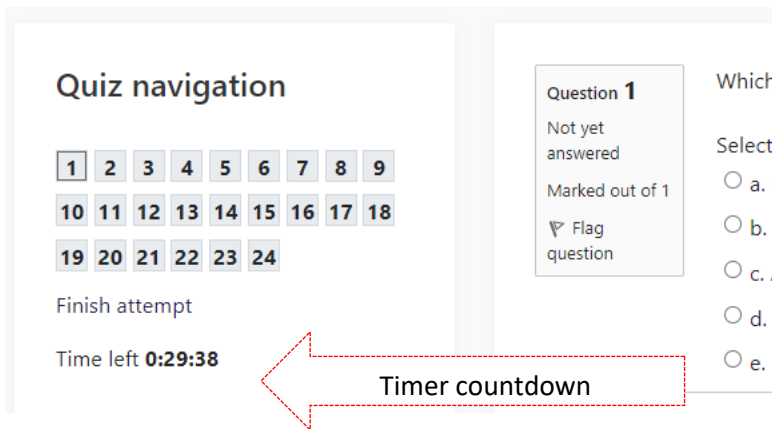 Quiz navigation
1 2 3 4 5 6 7 8 9
10 11 12 13 14 15 16 17 18
19 20 21 22 23 24
Finish attempt
Time left 0:29:38
Timer countdown
Question 1
Not yet
answered
Marked out of 1
Flag
question
Which
Select
a.
b.
c.
d.
e.